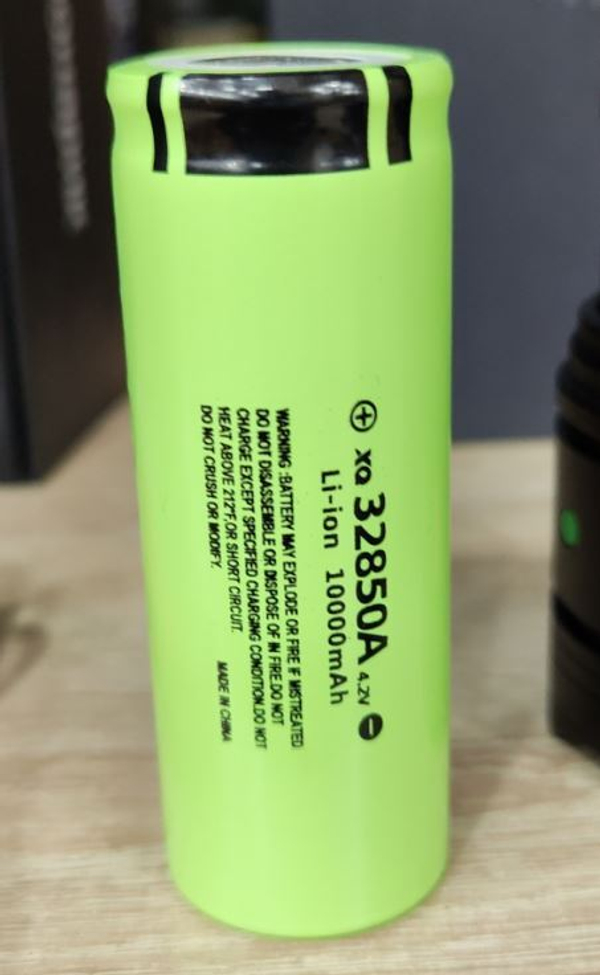 ⊕ XQ 32850A 4.2V ⊖
Li-ion 10000mAh
WARNING :BATTERY MAY EXPLODE OR FIRE IF MISTREATED
DO NOT DISASSEMBLE OR DISPOSE OF IN FIRE.DO NOT
CHARGE EXCEPT SPECIFIED CHARGING CONDITION.DO NOT
HEAT ABOVE 212°F.OR SHORT CIRCUIT.
DO NOT CRUSH OR MODIFY.
MADE IN CHINA